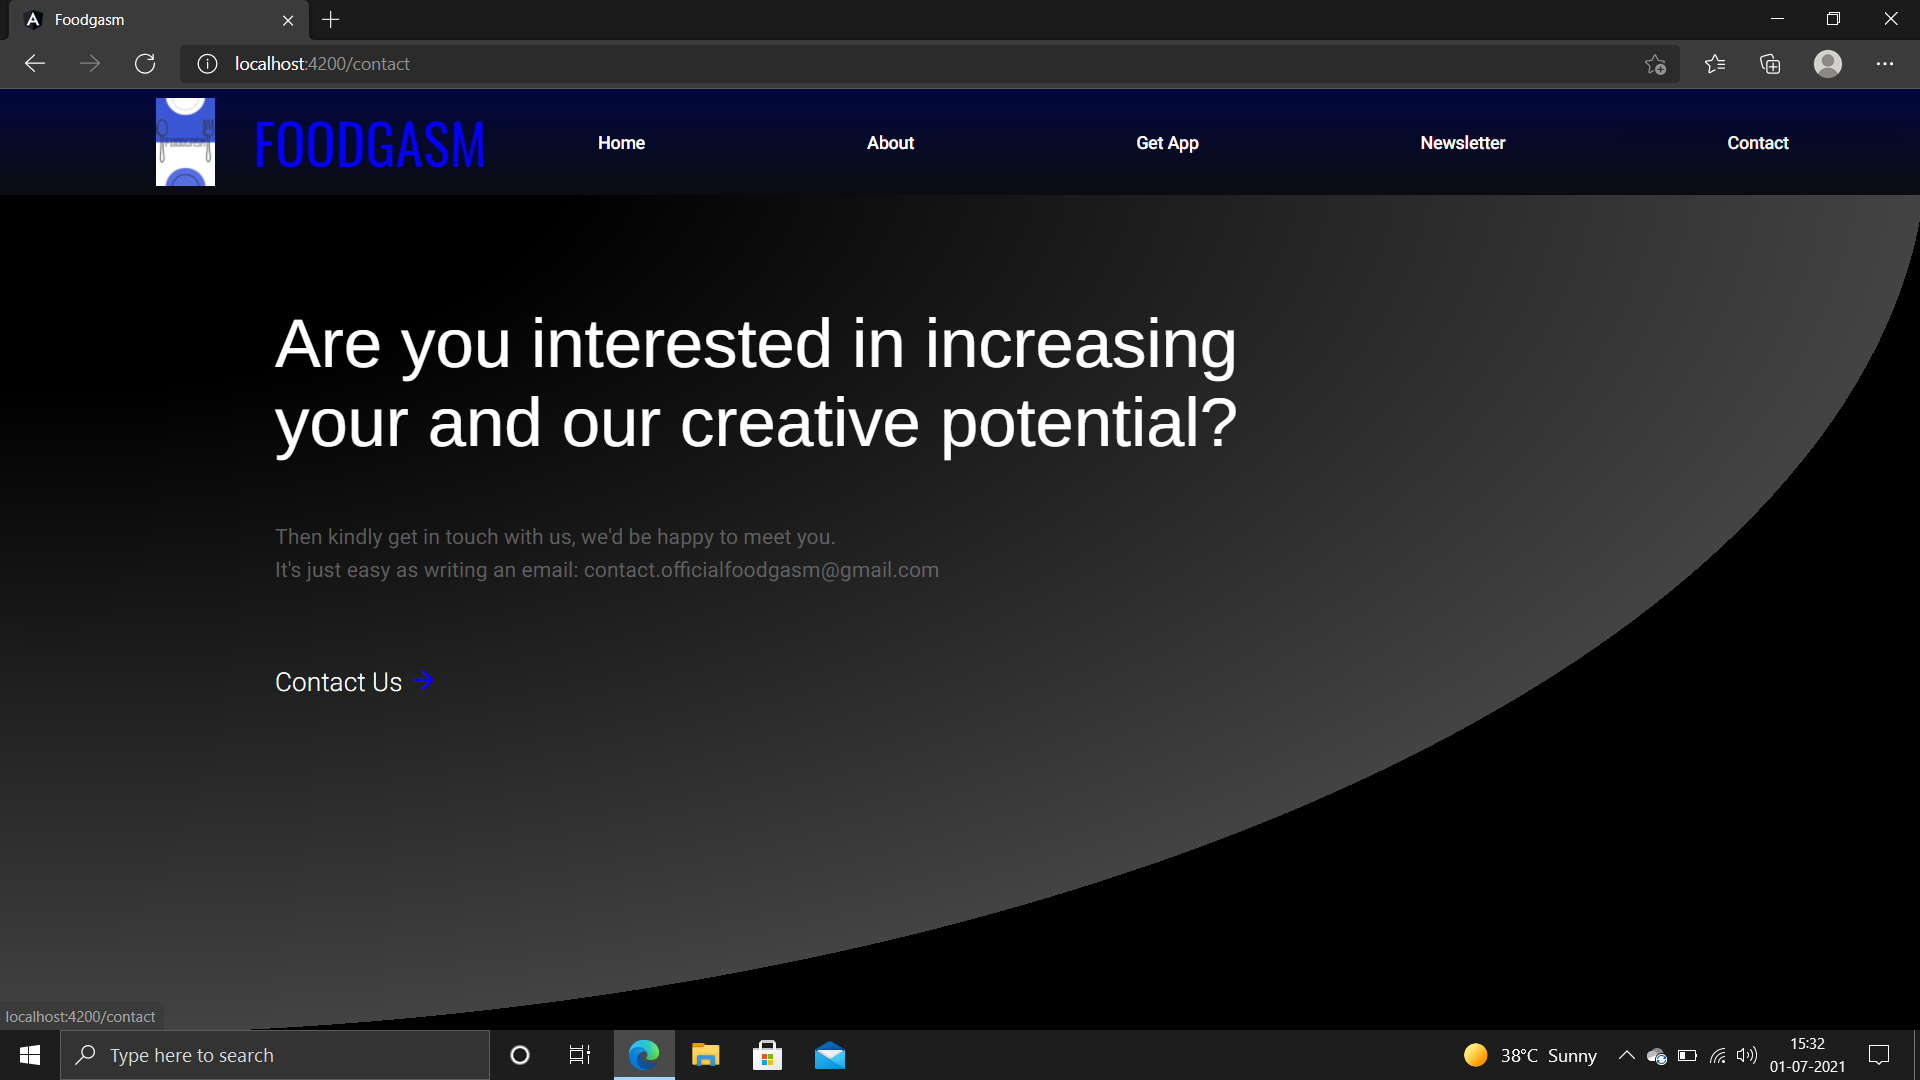 Foodgasm
localhost:4200/contact
FOODGASM
FOODGASM
Home
About
Get App
Newsletter
Contact
Are you interested in increasing
your and our creative potential?
Then kindly get in touch with us, we'd be happy to meet you.
It's just easy as writing an email: contact.officialfoodgasm@gmail.com
Contact Us
localhost:4200/contact
Type here to search
38°C Sunny
15:32
01-07-2021